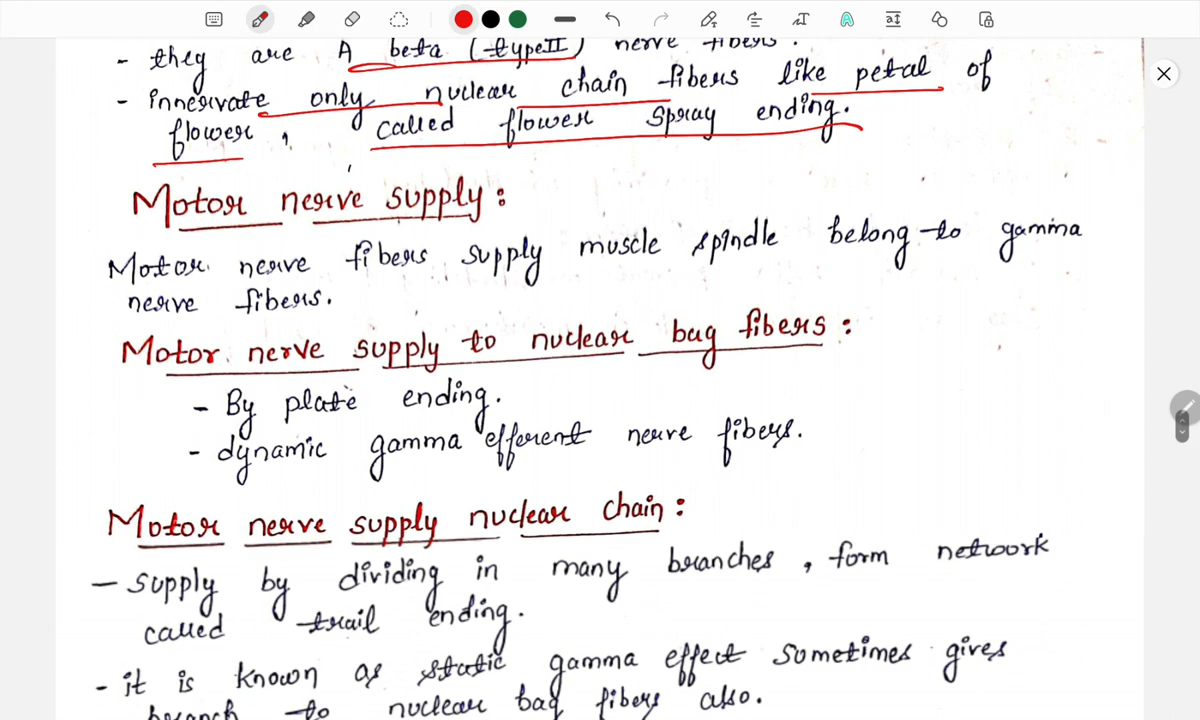 - they are A beta (type II) nerve fibers.
- innervate only nuclear chain fibers like petal of
flower, called flower spray ending.
Motor nerve supply:
Motor nerve fibers supply muscle spindle belong to gamma
nerve fibers.
Motor nerve supply to nuclear bag fibers:
- By plate ending.
- dynamic gamma efferent nerve fibers.
Motor nerve supply nuclear chain:
- supply by dividing in many branches, form network
called trail ending.
- it is known as static gamma effect sometimes gives
branch to nuclear bag fibers also.